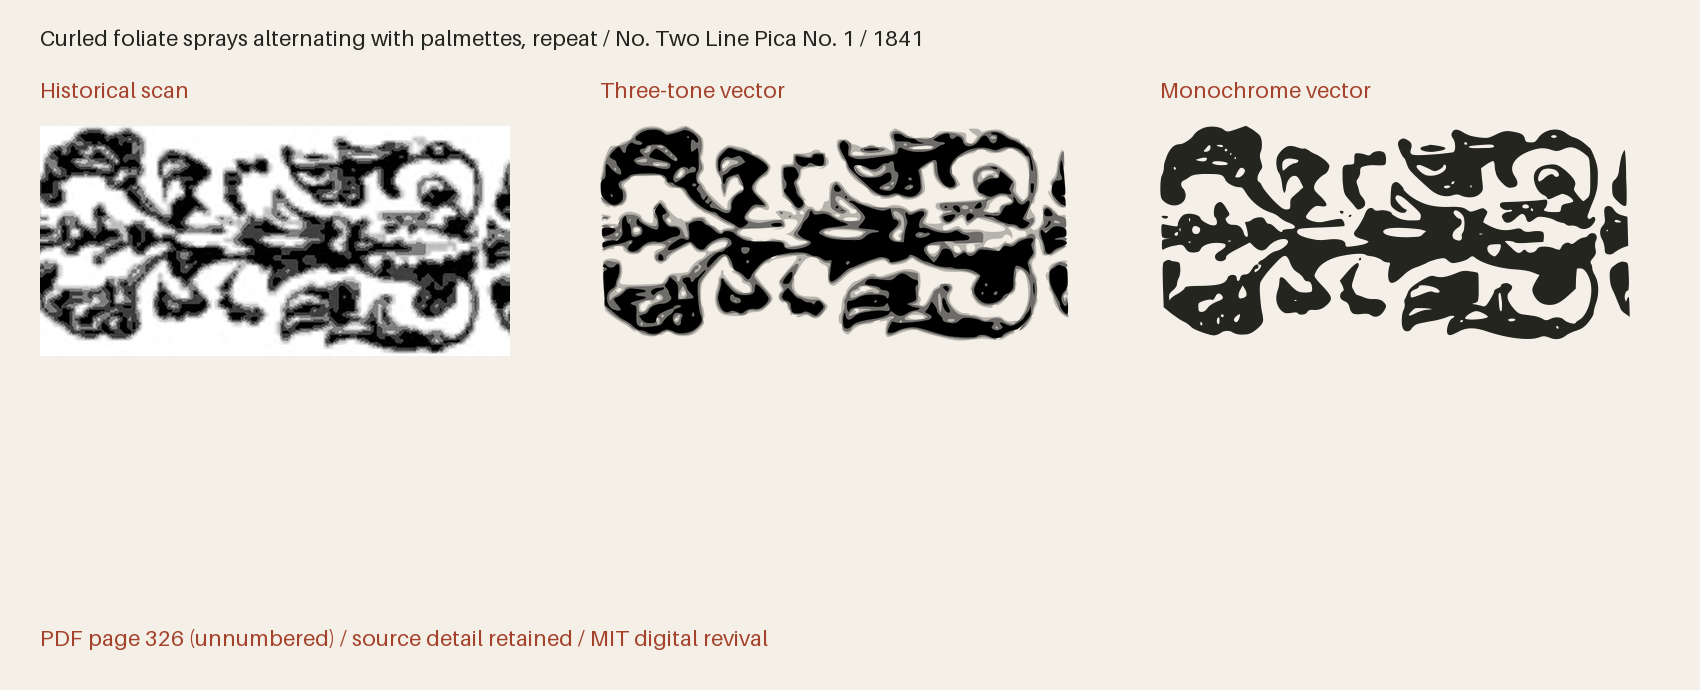 Curled foliate sprays alternating with palmettes, repeat / No. Two Line Pica No. 1 / 1841
Historical scan
Three-tone vector
Monochrome vector
PDF page 326 (unnumbered) / source detail retained / MIT digital revival